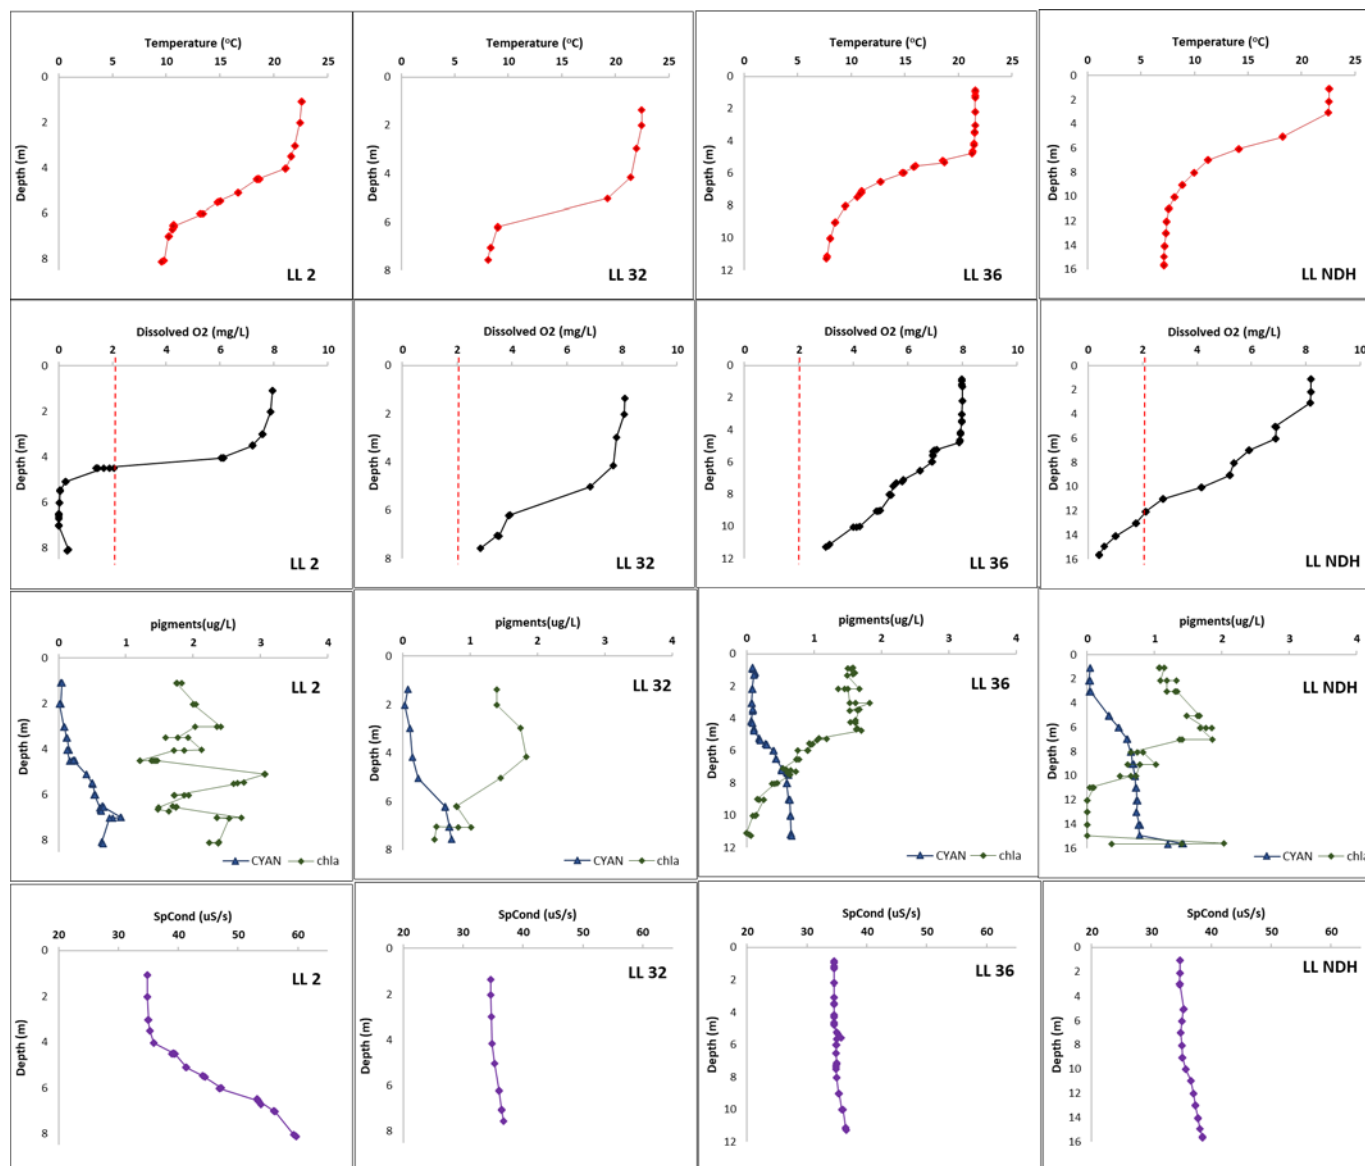 Temperature (°C)
0 5 10 15 20 25
0
2
4
6
8
Depth (m)
LL 2
Temperature (°C)
0 5 10 15 20 25
0
2
4
6
8
Depth (m)
LL 32
Temperature (°C)
0 5 10 15 20 25
0
2
4
6
8
10
12
Depth (m)
LL 36
Temperature (°C)
0 5 10 15 20 25
0
2
4
6
8
10
12
14
16
Depth (m)
LL NDH
Dissolved O2 (mg/L)
0 2 4 6 8 10
0
2
4
6
8
Depth (m)
LL 2
Dissolved O2 (mg/L)
0 2 4 6 8 10
0
2
4
6
8
Depth (m)
LL 32
Dissolved O2 (mg/L)
0 2 4 6 8 10
0
2
4
6
8
10
12
Depth (m)
LL 36
Dissolved O2 (mg/L)
0 2 4 6 8 10
0
2
4
6
8
10
12
14
16
Depth (m)
LL NDH
pigments(ug/L)
0 1 2 3 4
0
2
4
6
8
Depth (m)
LL 2
CYAN chla
pigments(ug/L)
0 1 2 3 4
0
2
4
6
8
Depth (m)
LL 32
CYAN chla
pigments(ug/L)
0 1 2 3 4
0
2
4
6
8
10
12
Depth (m)
LL 36
CYAN chla
pigments(ug/L)
0 1 2 3 4
0
2
4
6
8
10
12
14
16
Depth (m)
LL NDH
CYAN chla
SpCond (uS/s)
20 30 40 50 60
0
2
4
6
8
Depth (m)
LL 2
SpCond (uS/s)
20 30 40 50 60
0
2
4
6
8
Depth (m)
LL 32
SpCond (uS/s)
20 30 40 50 60
0
2
4
6
8
10
12
Depth (m)
LL 36
SpCond (uS/s)
20 30 40 50 60
0
2
4
6
8
10
12
14
16
Depth (m)
LL NDH